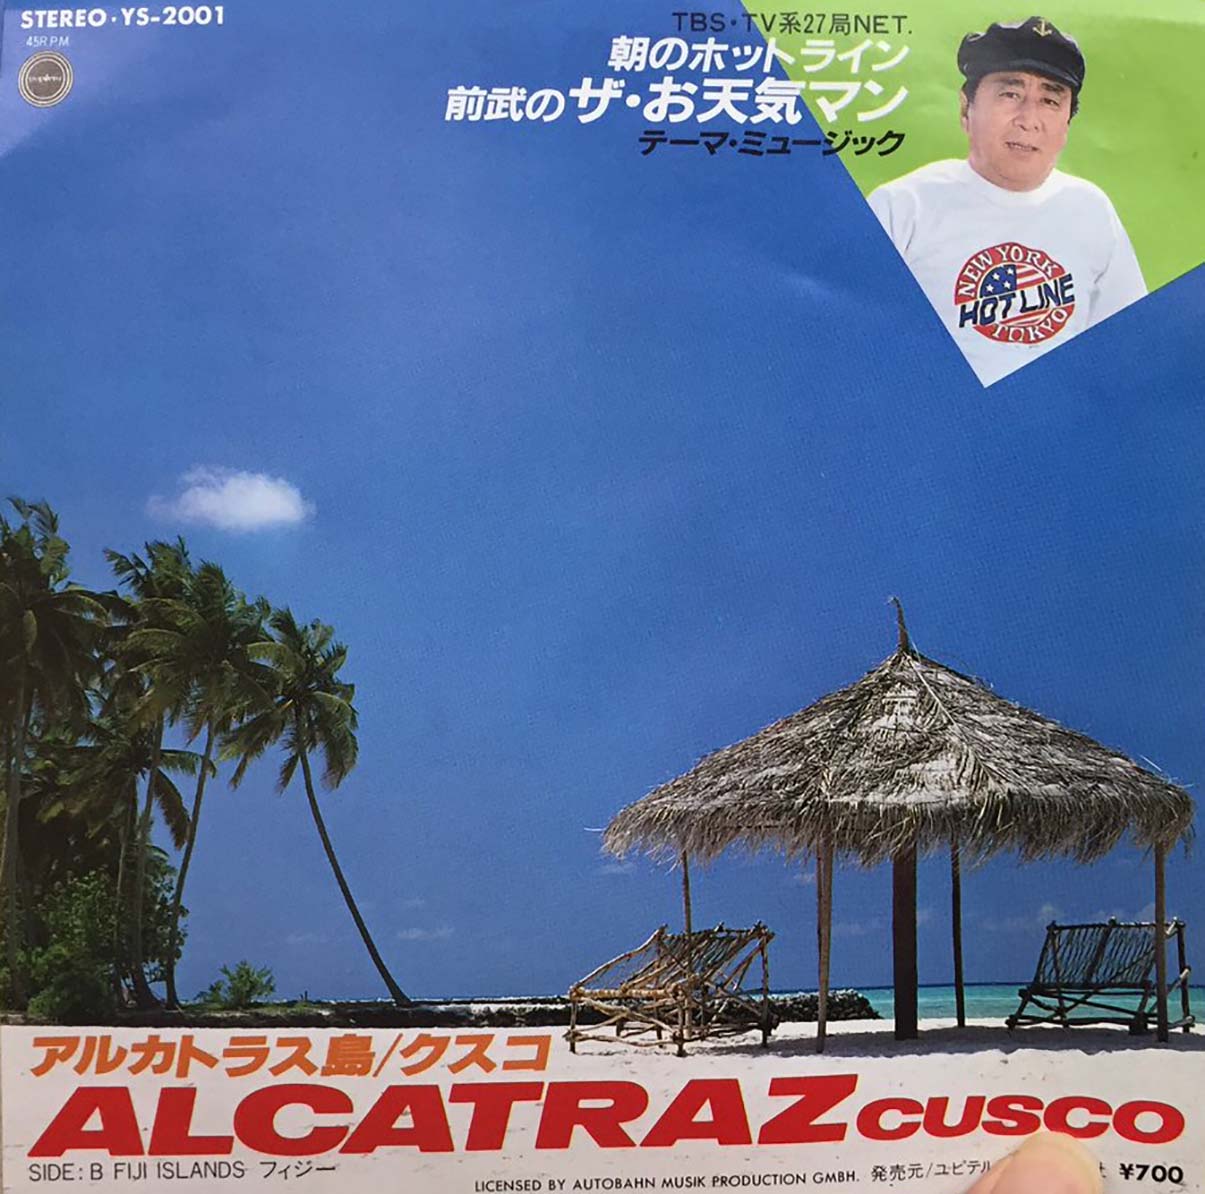 STEREO・YS-2001
45RPM
TBS・TV系27局NET.
朝のホットライン
前武のザ・お天気マン
テーマ・ミュージック
NEW YORK
HOT LINE
TOKYO
アルカトラス島/クスコ
ALCATRAZ CUSCO
SIDE: B FIJI ISLANDS フィジー
LICENSED BY AUTOBAHN MUSIK PRODUCTION GMBH. 発売元/ユピテル ¥700